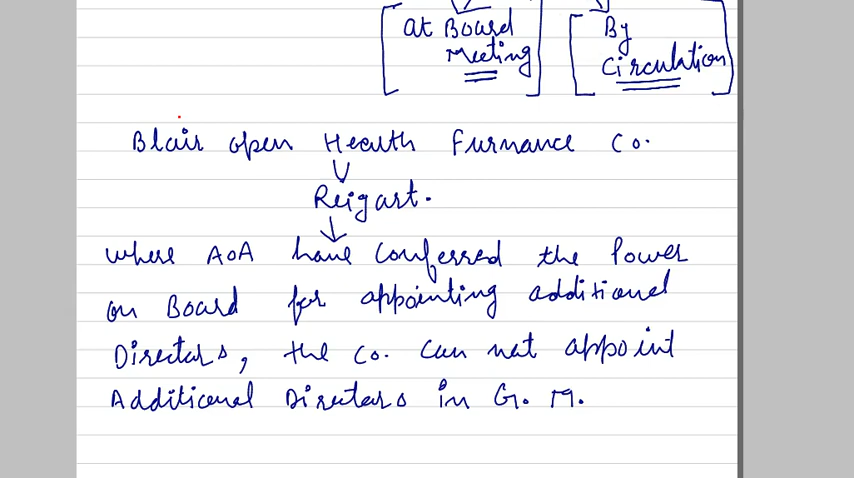 at Board By
Meeting Circulation
Blair open Hearth Furnance Co.
Reigart.
where AOA have conferred the Power
on Board for appointing additional
Directors, the Co. can not appoint
Additional Directors in G. M.